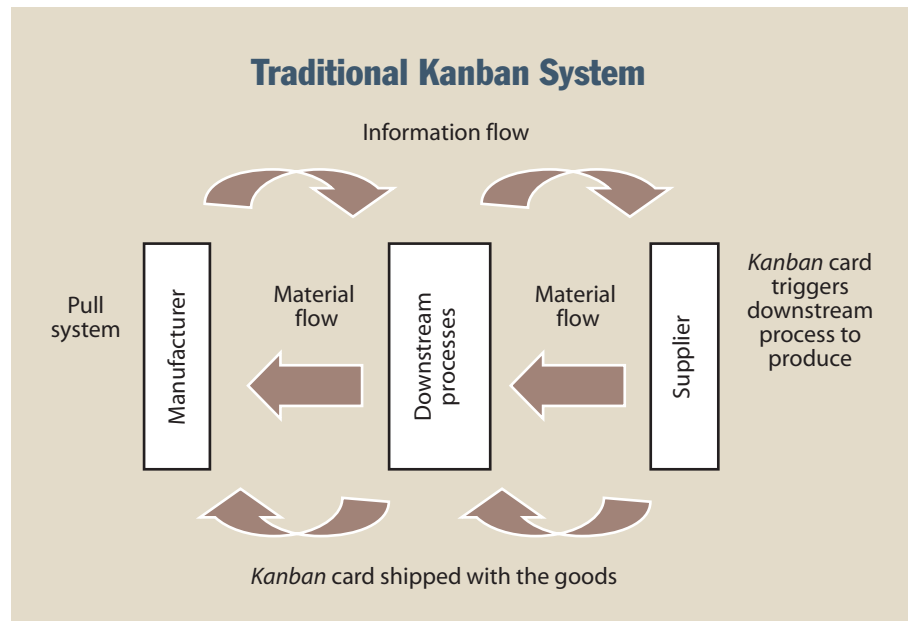 Traditional Kanban System
Information flow
Pull
system
Manufacturer
Material
flow
Downstream
processes
Material
flow
Supplier
Kanban card
triggers
downstream
process to
produce
Kanban card shipped with the goods